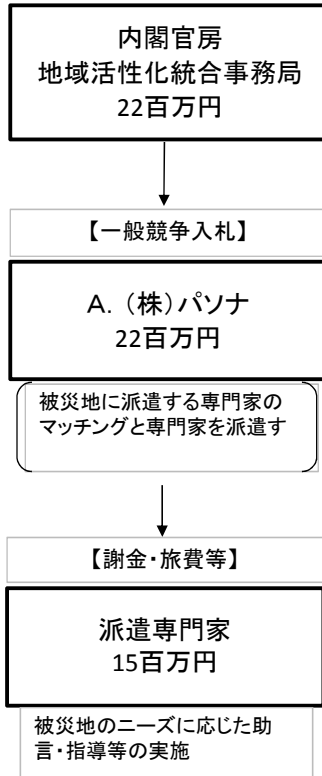 内閣官房
地域活性化統合事務局
22百万円
【一般競争入札】
A.（株）パソナ
22百万円
被災地に派遣する専門家の
マッチングと専門家を派遣す
【謝金・旅費等】
派遣専門家
15百万円
被災地のニーズに応じた助
言・指導等の実施